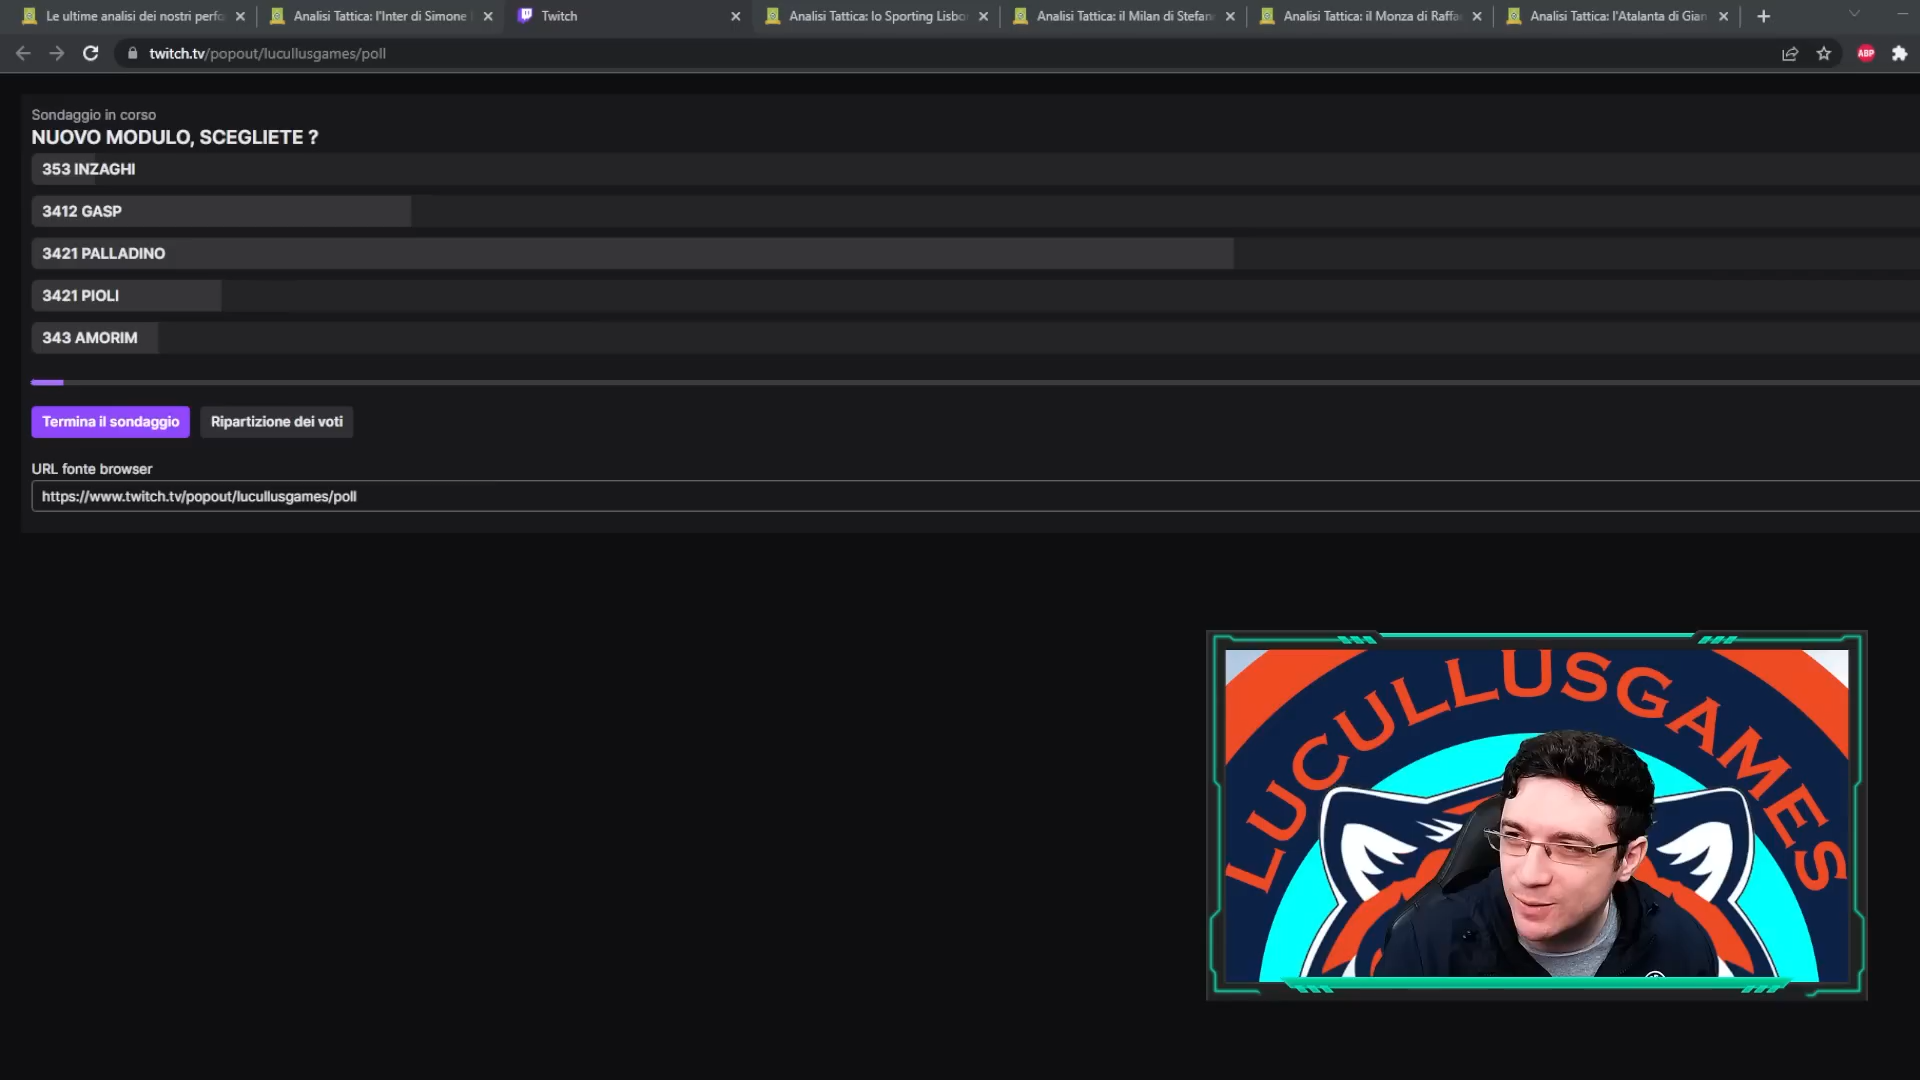 Le ultime analisi dei nostri perfo
Analisi Tattica: l'Inter di Simone
Twitch
Analisi Tattica: lo Sporting Lisbo
Analisi Tattica: il Milan di Stefan
Analisi Tattica: il Monza di Raffa
Analisi Tattica: l'Atalanta di Gian
twitch.tv/popout/lucullusgames/poll
ABP
Sondaggio in corso
NUOVO MODULO, SCEGLIETE ?
353 INZAGHI
3412 GASP
3421 PALLADINO
3421 PIOLI
343 AMORIM
Termina il sondaggio
Ripartizione dei voti
URL fonte browser
https://www.twitch.tv/popout/lucullusgames/poll
LUCULLUSGAMES